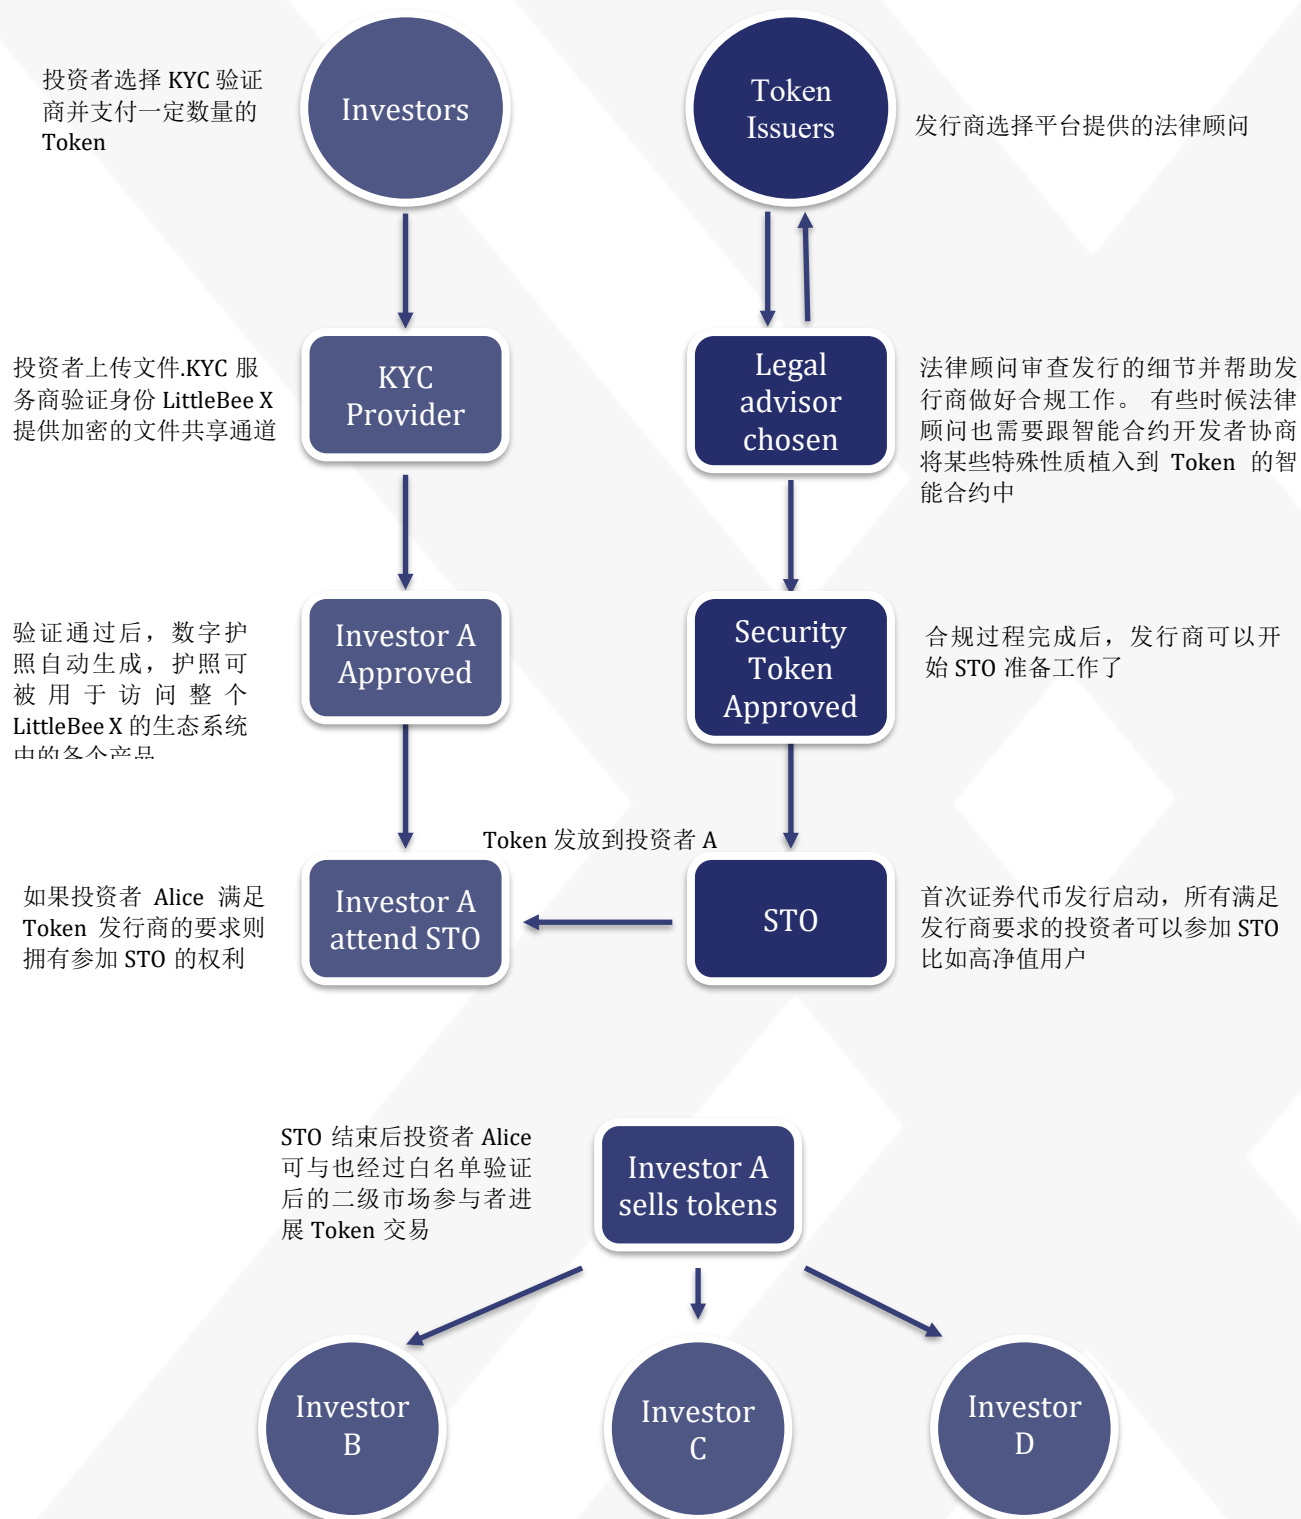 投资者选择 KYC 验证
商并支付一定数量的
Token
Investors
Token
Issuers
发行商选择平台提供的法律顾问
投资者上传文件.KYC 服
务商验证身份 LittleBee X
提供加密的文件共享通道
KYC
Provider
Legal
advisor
chosen
法律顾问审查发行的细节并帮助发
行商做好合规工作。 有些时候法律
顾问也需要跟智能合约开发者协商
将某些特殊性质植入到 Token 的智
能合约中
验证通过后，数字护
照自动生成，护照可
被用于访问整个
LittleBee X 的生态系统
中的各个产品
Investor A
Approved
Security
Token
Approved
合规过程完成后，发行商可以开
始 STO 准备工作了
Token 发放到投资者 A
如果投资者 Alice 满足
Token 发行商的要求则
拥有参加 STO 的权利
Investor A
attend STO
STO
首次证券代币发行启动，所有满足
发行商要求的投资者可以参加 STO
比如高净值用户
STO 结束后投资者 Alice
可与也经过白名单验证
后的二级市场参与者进
展 Token 交易
Investor A
sells tokens
Investor
B
Investor
C
Investor
D